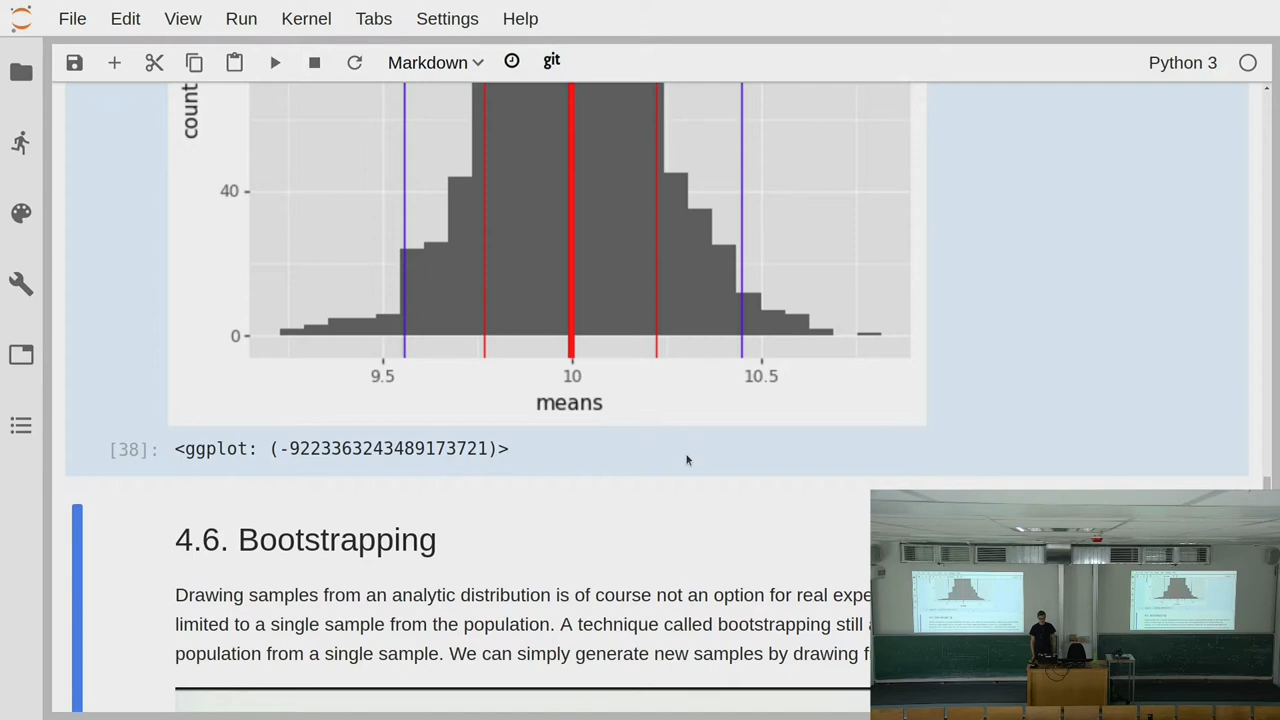 File Edit View Run Kernel Tabs Settings Help
Markdown git Python 3
count
40
0
9.5 10 10.5
means
[38]: <ggplot: (-9223363243489173721)>
4.6. Bootstrapping
Drawing samples from an analytic distribution is of course not an option for real
limited to a single sample from the population. A technique called bootstrapping still
population from a single sample. We can simply generate new samples by drawing